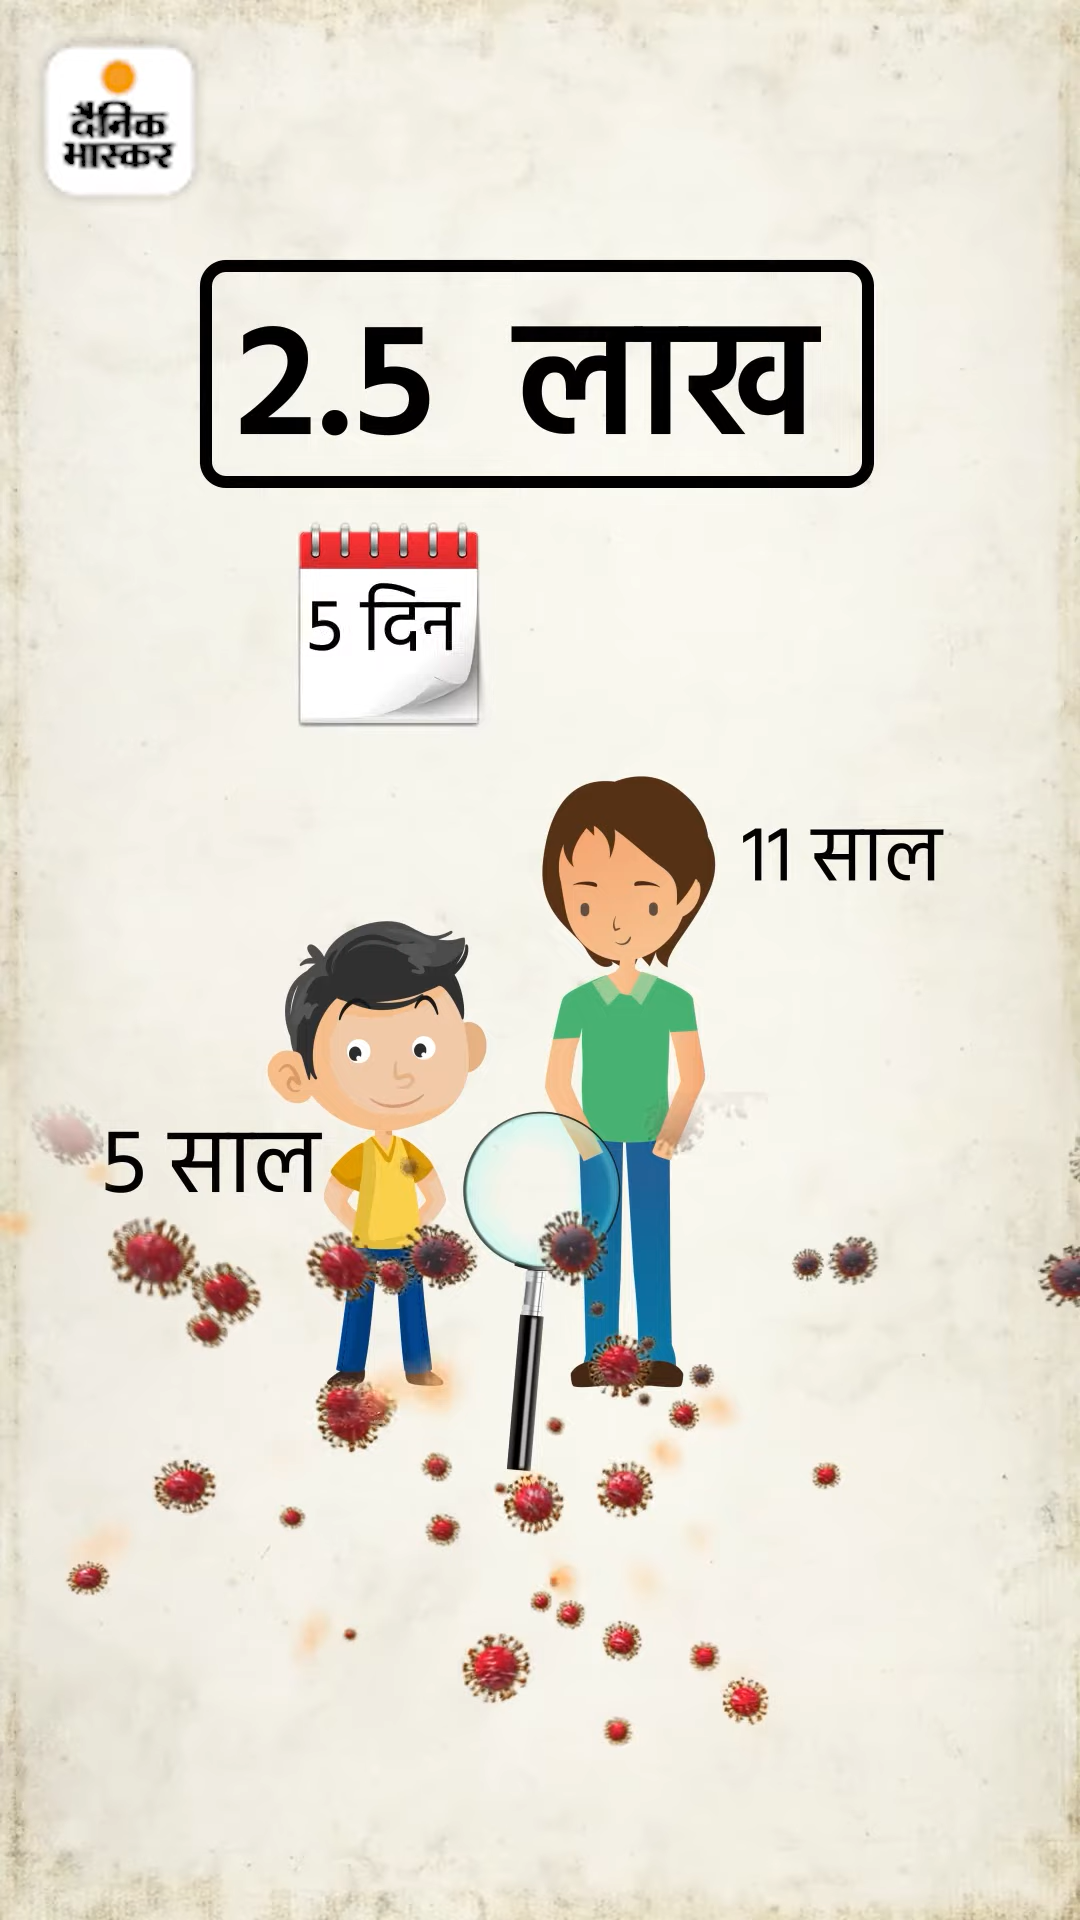 दैनिक
भास्कर
2.5 लाख
5 दिन
11 साल
5 साल